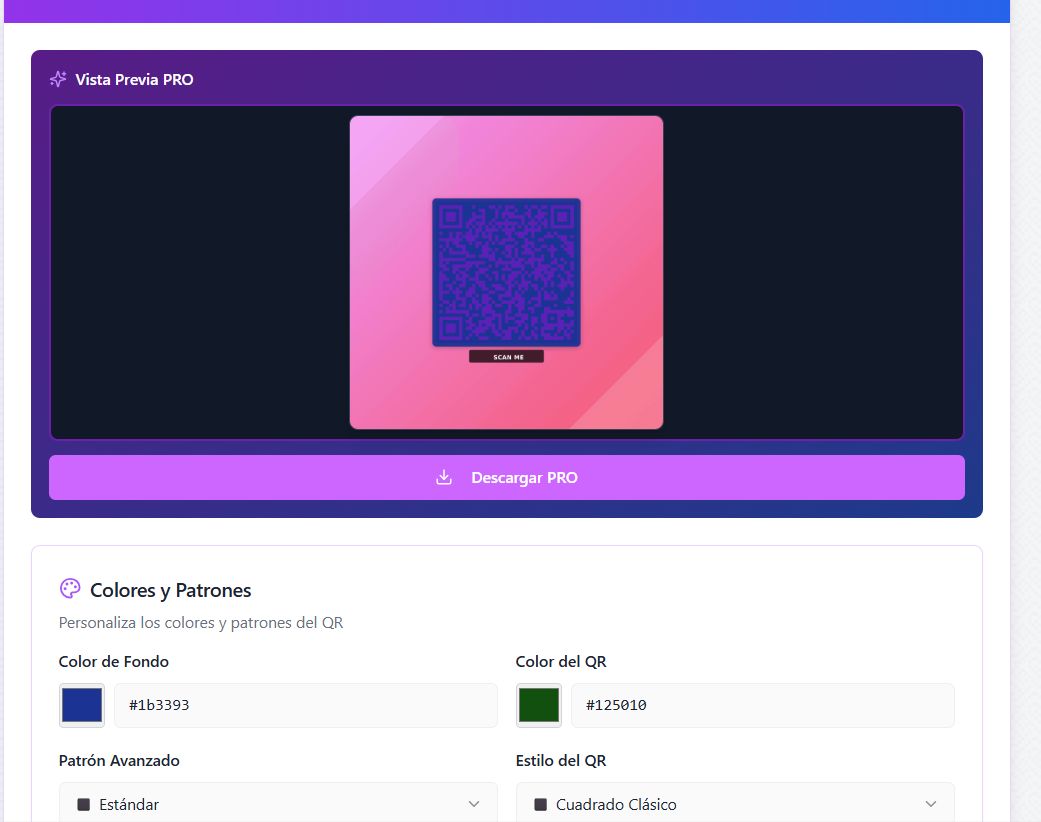 Vista Previa PRO
SCAN ME
Descargar PRO
Colores y Patrones
Personaliza los colores y patrones del QR
Color de Fondo
Color del QR
#1b3393
#125010
Patrón Avanzado
Estilo del QR
Estándar
Cuadrado Clásico